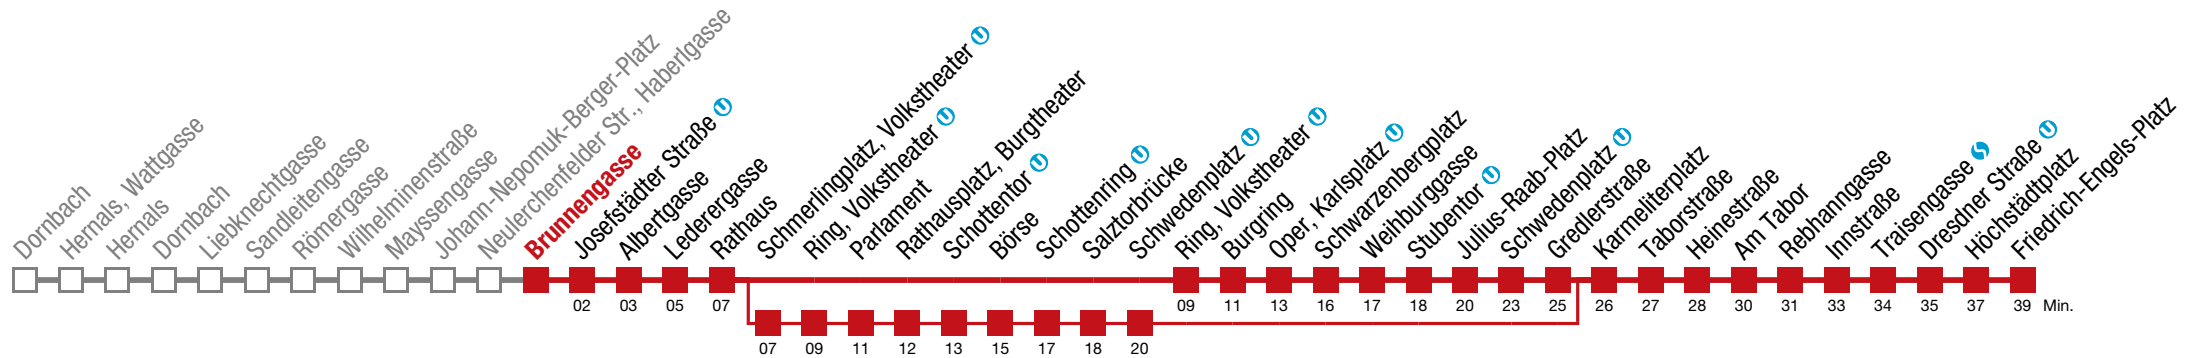 Dornbach
Hernals, Wattgasse
Hernals
Dornbach
Liebknechtgasse
Sandleitengasse
Römergasse
Wilhelminenstraße
Mayssengasse
Johann-Nepomuk-Berger-Platz
Neulerchenfelder Str., Haberlgasse
Brunnengasse
Josefstädter Straße U
Albertgasse
Lederergasse
Rathaus
Schmerlingplatz, Volkstheater U
Ring, Volkstheater U
Parlament
Rathausplatz, Burgtheater
Schottentor U
Börse
Schottenring U
Salztorbrücke
Schwedenplatz U
Ring, Volkstheater U
Burgring
Oper, Karlsplatz U
Schwarzenbergplatz
Weihburggasse
Stubentor U
Julius-Raab-Platz
Schwedenplatz U
Gredlerstraße
Karmeliterplatz
Taborstraße
Heinestraße
Am Tabor
Rebhanngasse
Innstraße
Traisengasse S
Dresdner Straße U
Höchstädtplatz
Friedrich-Engels-Platz
02 03 05 07 09 11 13 16 17 18 20 23 25 26 27 28 30 31 33 34 35 37 39 Min.
07 09 11 12 13 15 17 18 20